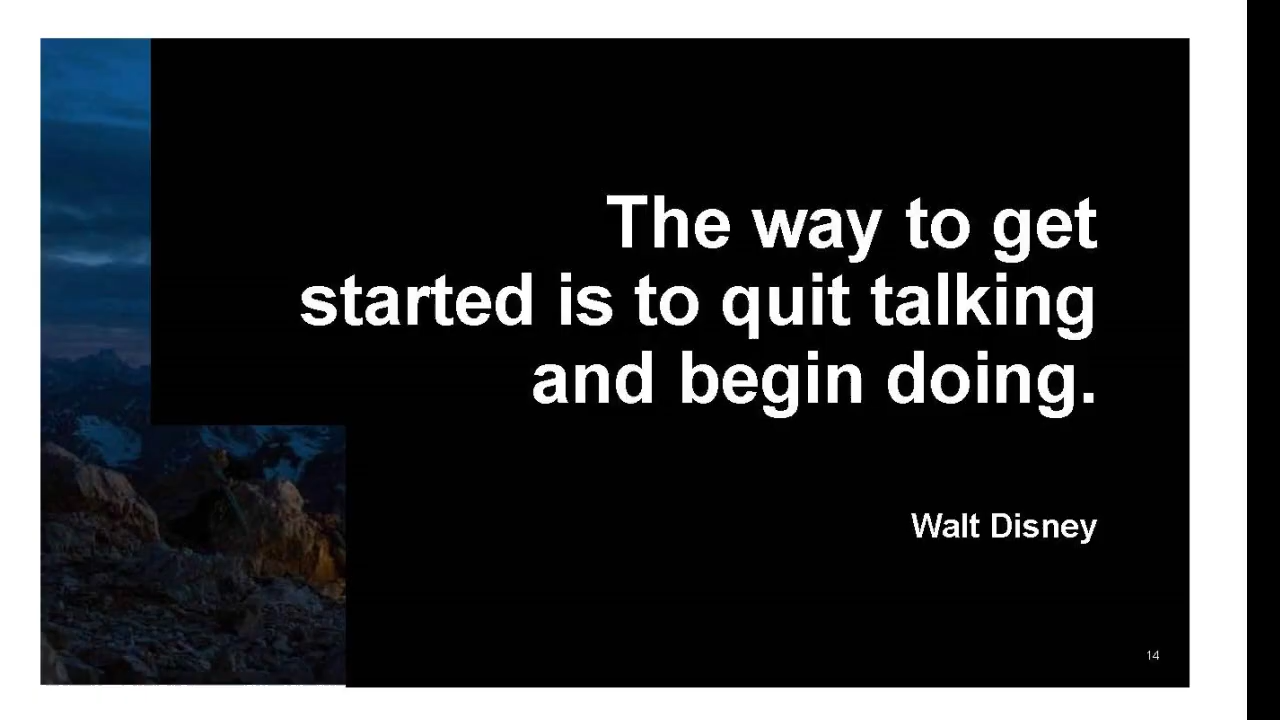 The way to get
started is to quit talking
and begin doing.
Walt Disney
14